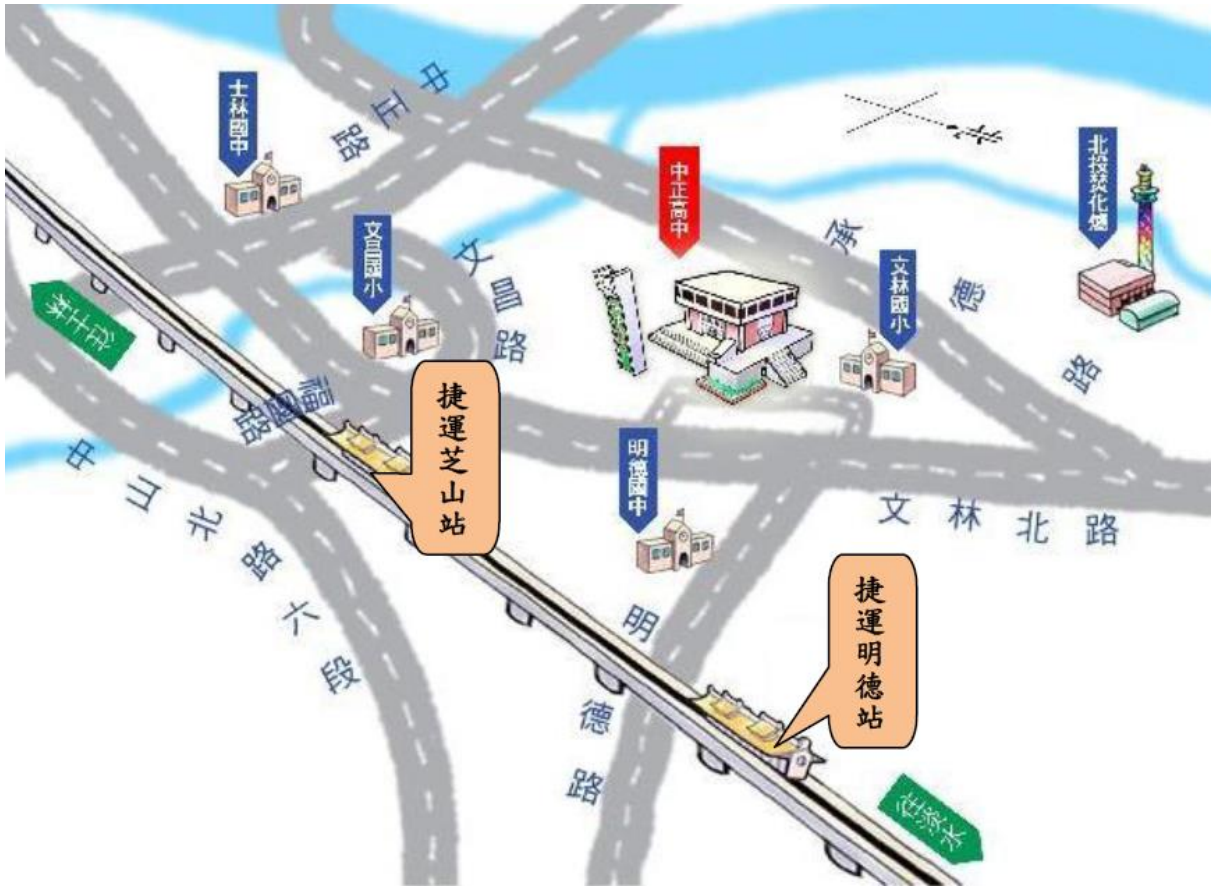 中正路
士林國中
文昌國小
文昌路
中正高中
承德路
文林國小
北投焚化爐
福國路
捷運芝山站
中山北路六段
明德國中
文林北路
明德路
捷運明德站
往淡水